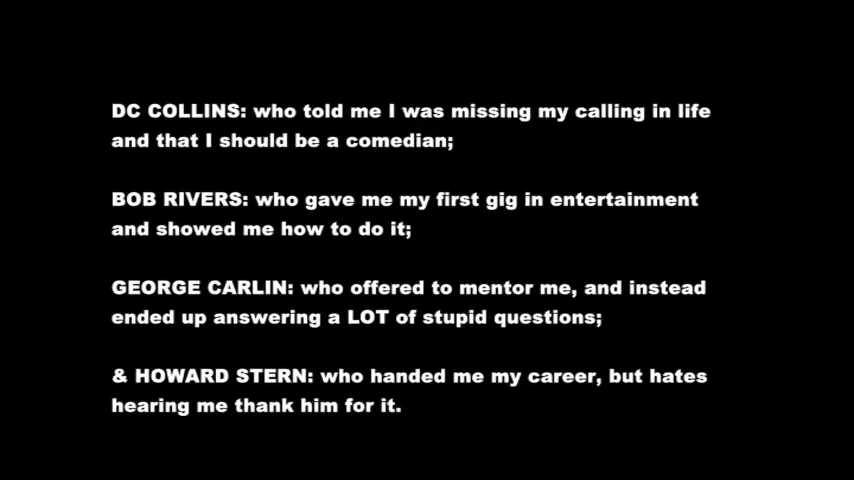 DC COLLINS: who told me I was missing my calling in life
and that I should be a comedian;
BOB RIVERS: who gave me my first gig in entertainment
and showed me how to do it;
GEORGE CARLIN: who offered to mentor me, and instead
ended up answering a LOT of stupid questions;
& HOWARD STERN: who handed me my career, but hates
hearing me thank him for it.